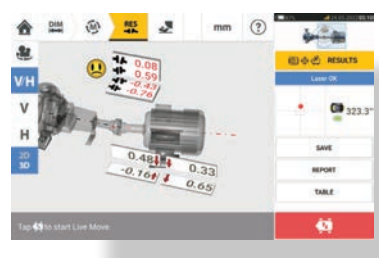 DIM
(M)
RES
mm
?
RESULTS
Laser OK
V/H
V
H
2D
3D
0.08
0.59
-0.43
-0.76
323.3°
0.48
0.33
-0.16
0.65
SAVE
REPORT
TABLE
Tap to start Live Move.